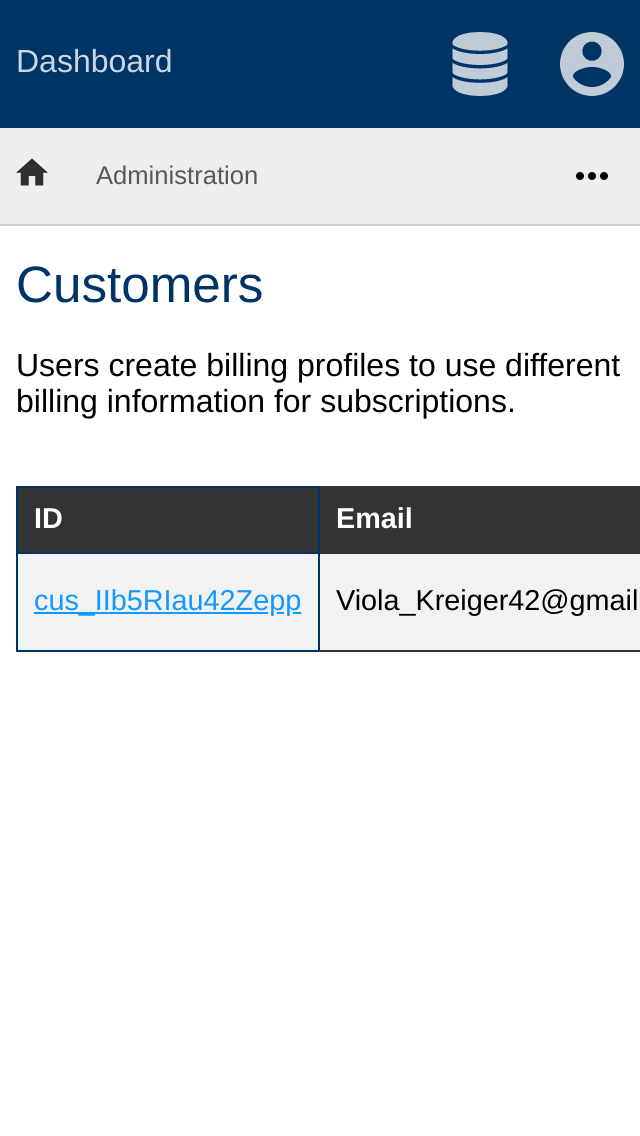 Dashboard
Administration
Customers
Users create billing profiles to use different
billing information for subscriptions.
ID Email
cus_IIb5RIau42Zepp Viola_Kreiger42@gmail